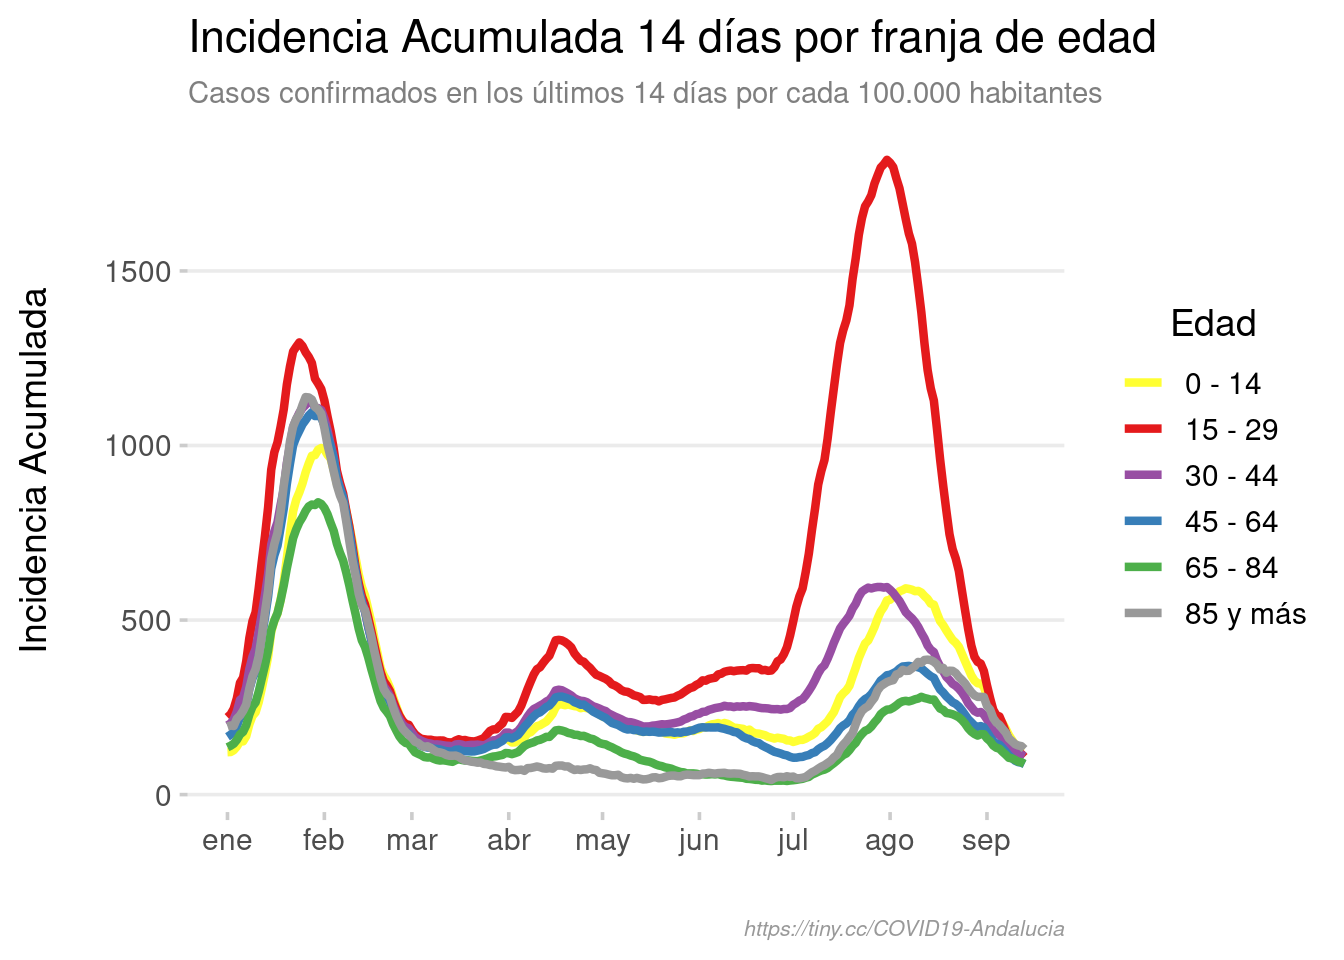 Incidencia Acumulada 14 días por franja de edad
Casos confirmados en los últimos 14 días por cada 100.000 habitantes
Incidencia Acumulada
1500
1000
500
0
ene feb mar abr may jun jul ago sep
Edad
0 - 14
15 - 29
30 - 44
45 - 64
65 - 84
85 y más
https://tiny.cc/COVID19-Andalucia